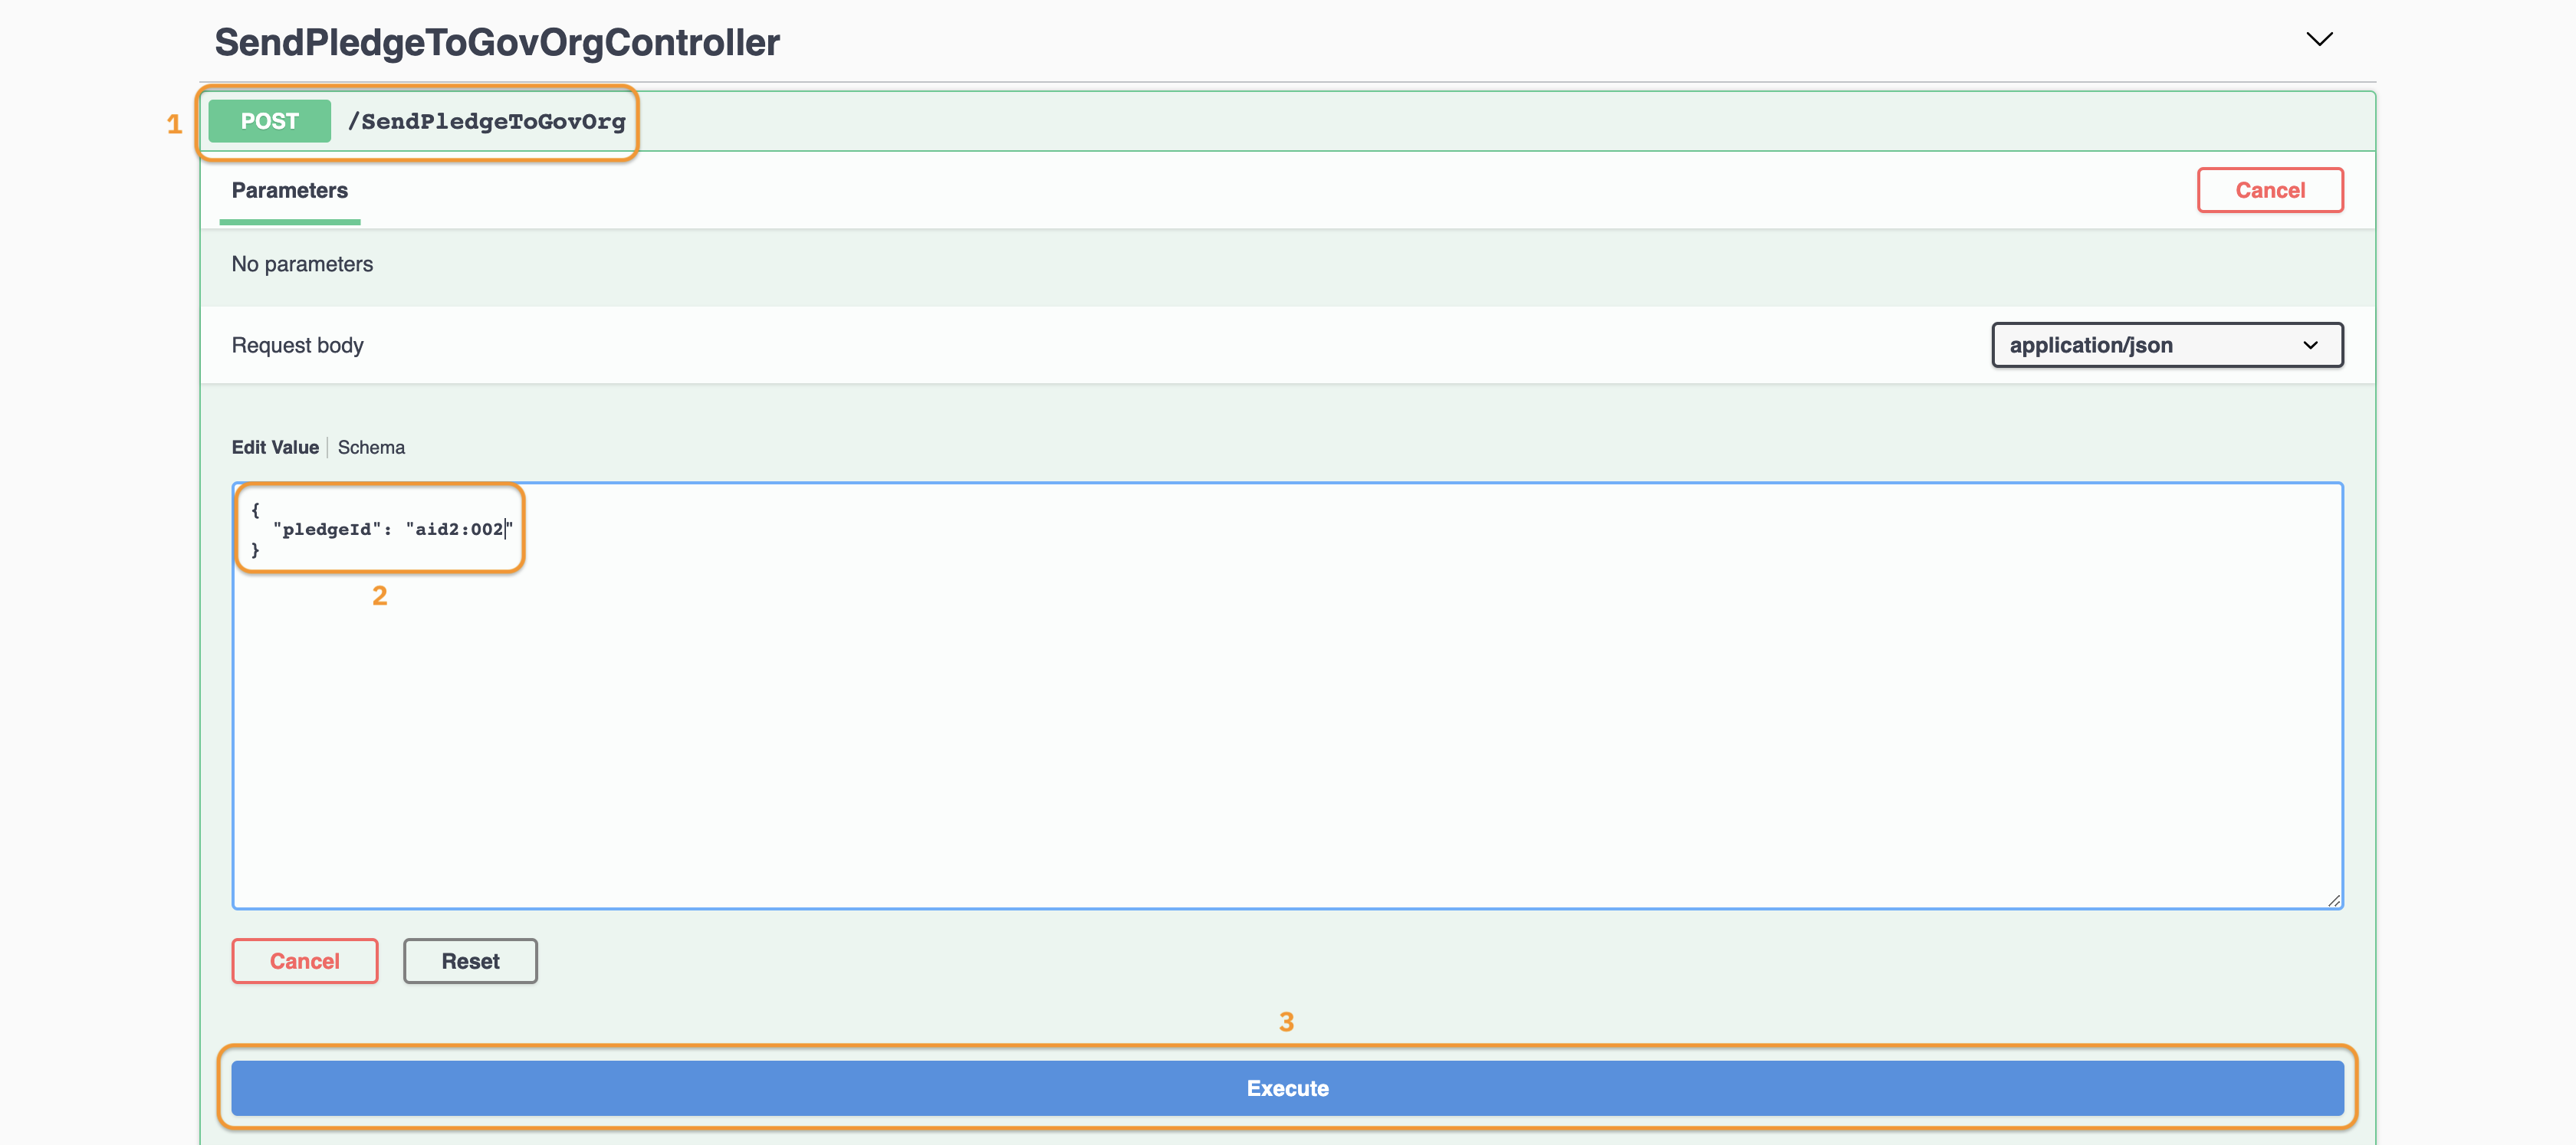 SendPledgeToGovOrgController
1
POST /SendPledgeToGovOrg
Parameters
Cancel
No parameters
Request body
application/json
Edit Value | Schema
{
"pledgeId": "aid2:002"
}
2
Cancel
Reset
3
Execute